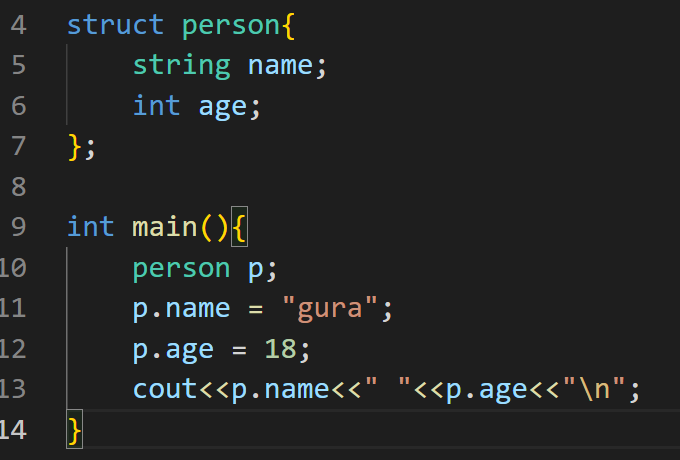 4 struct person{
5     string name;
6     int age;
7 };
8
9 int main(){
10     person p;
11     p.name = "gura";
12     p.age = 18;
13     cout<<p.name<<" "<<p.age<<"\n";
14 }